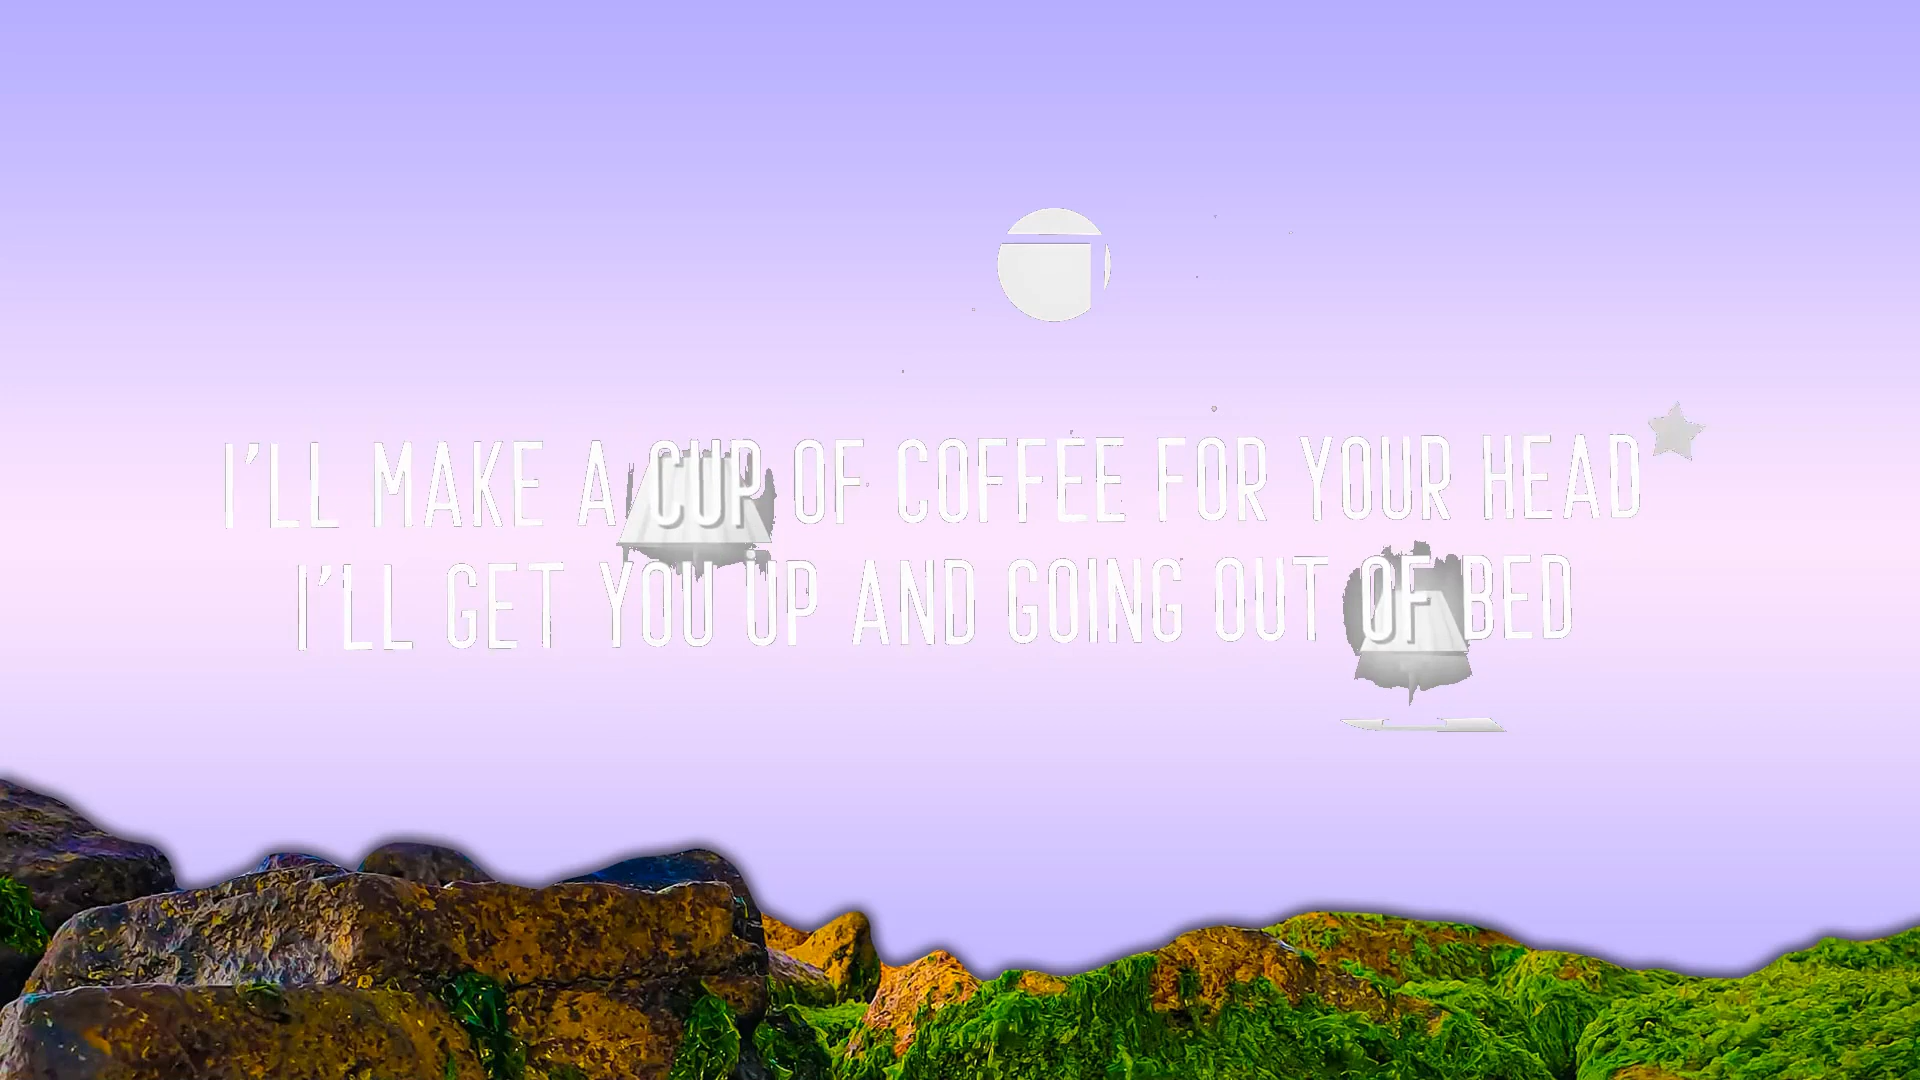 I'LL MAKE A CUP OF COFFEE FOR YOUR HEAD
I'LL GET YOU UP AND GOING OUT OF BED